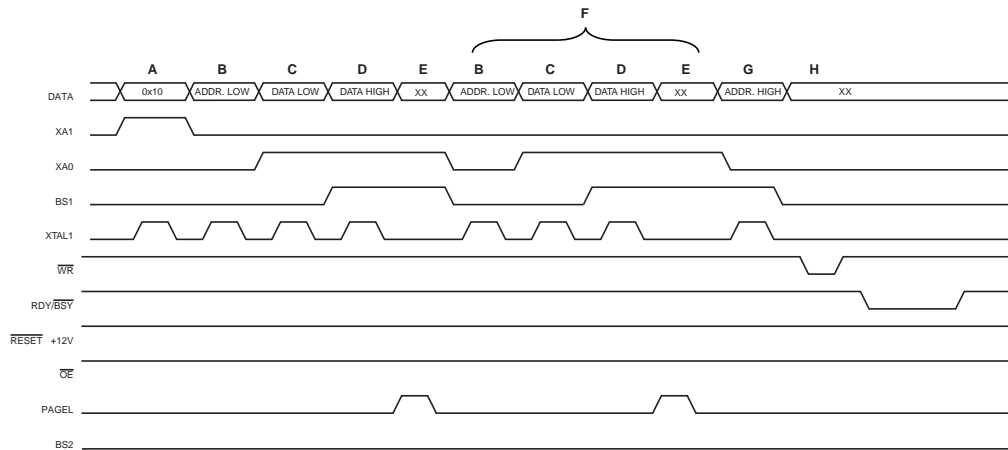 F
A B C D E B C D E G H
DATA 0x10 ADDR. LOW DATA LOW DATA HIGH XX ADDR. LOW DATA LOW DATA HIGH XX ADDR. HIGH XX
XA1
XA0
BS1
XTAL1
WR
RDY/BSY
RESET +12V
OE
PAGEL
BS2